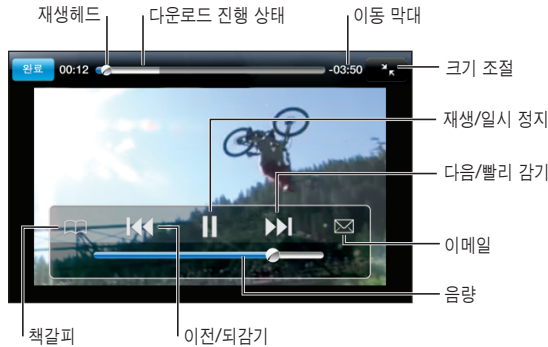 재생헤드
다운로드 진행 상태
이동 막대
완료
00:12
-03:50
크기 조절
재생/일시 정지
다음/빨리 감기
이메일
음량
책갈피
이전/되감기